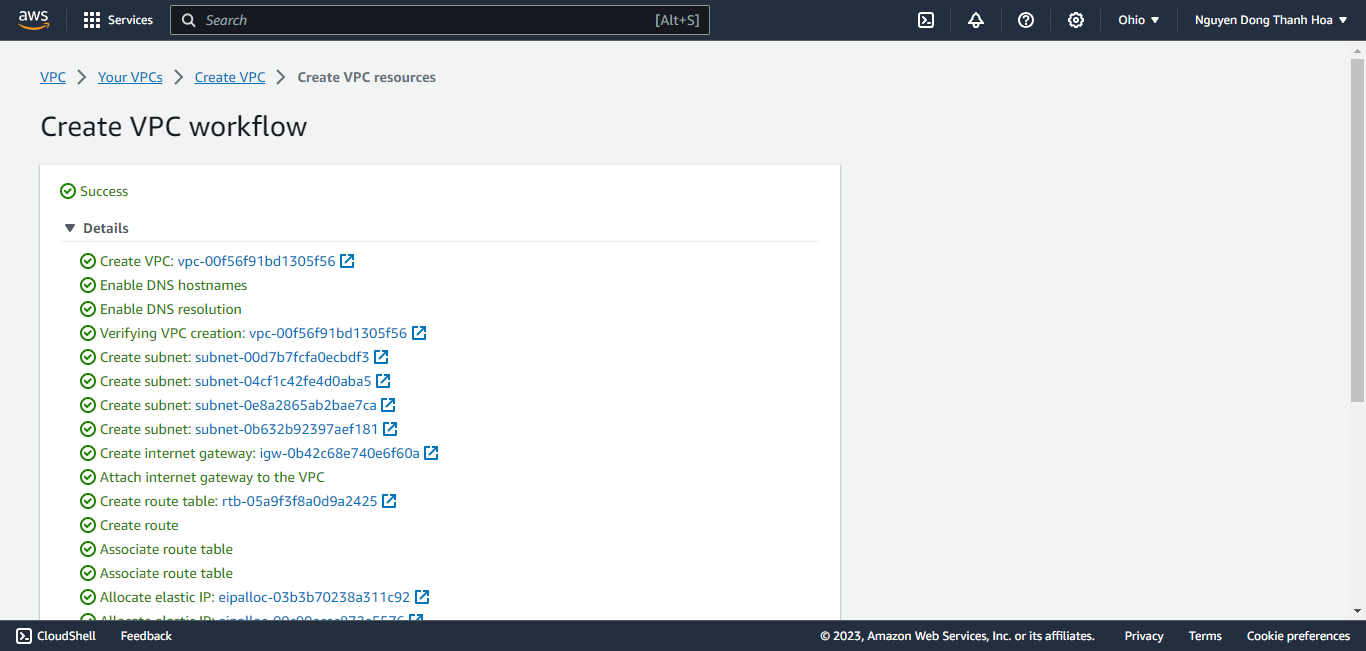 aws Services Search [Alt+S] Ohio Nguyen Dong Thanh Hoa
VPC Your VPCs Create VPC Create VPC resources
Create VPC workflow
Success
Details
Create VPC: vpc-00f56f91bd1305f56
Enable DNS hostnames
Enable DNS resolution
Verifying VPC creation: vpc-00f56f91bd1305f56
Create subnet: subnet-00d7b7fcfa0ecbdf3
Create subnet: subnet-04cf1c42fe4d0aba5
Create subnet: subnet-0e8a2865ab2bae7ca
Create subnet: subnet-0b632b92397aef181
Create internet gateway: igw-0b42c68e740e6f60a
Attach internet gateway to the VPC
Create route table: rtb-05a9f3f8a0d9a2425
Create route
Associate route table
Associate route table
Allocate elastic IP: eipalloc-03b3b70238a311c92
Allocate elastic IP:
CloudShell Feedback © 2023, Amazon Web Services, Inc. or its affiliates. Privacy Terms Cookie preferences